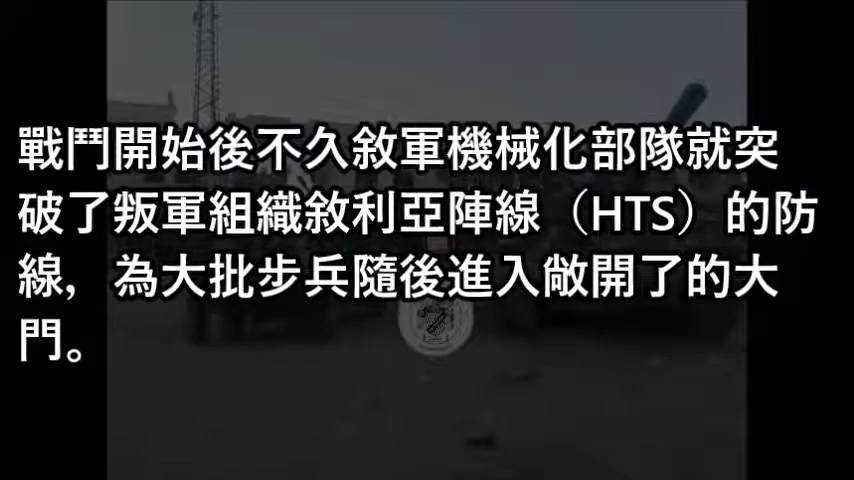 戰鬥開始後不久敘軍機械化部隊就突
破了叛軍組織敘利亞陣線（HTS）的防
線，為大批步兵隨後進入敞開了的大
門。